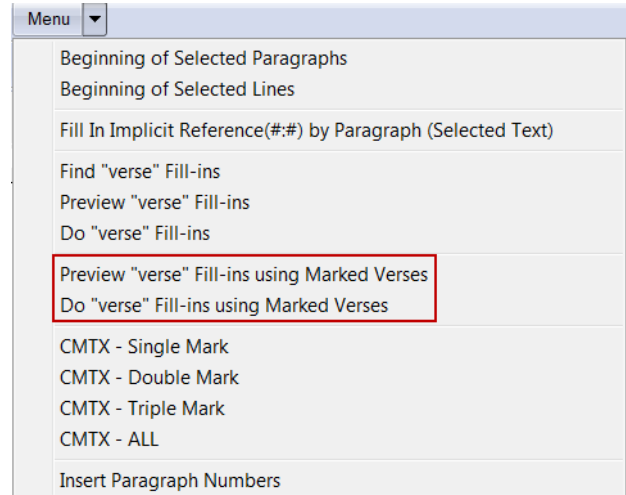 Menu
Beginning of Selected Paragraphs
Beginning of Selected Lines
Fill In Implicit Reference(#:#) by Paragraph (Selected Text)
Find "verse" Fill-ins
Preview "verse" Fill-ins
Do "verse" Fill-ins
Preview "verse" Fill-ins using Marked Verses
Do "verse" Fill-ins using Marked Verses
CMTX - Single Mark
CMTX - Double Mark
CMTX - Triple Mark
CMTX - ALL
Insert Paragraph Numbers